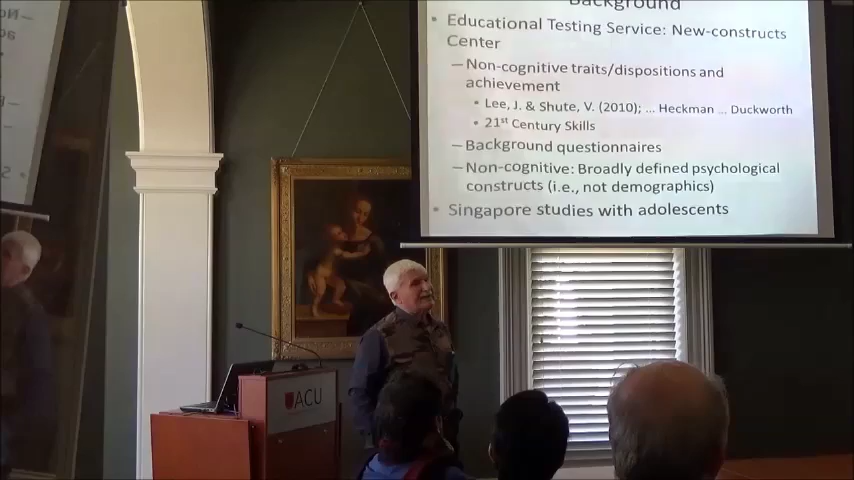 Background
• Educational Testing Service: New-constructs
Center
– Non-cognitive traits/dispositions and
achievement
• Lee, J. & Shute, V. (2010); ... Heckman ... Duckworth
• 21st Century Skills
– Background questionnaires
– Non-cognitive: Broadly defined psychological
constructs (i.e., not demographics)
• Singapore studies with adolescents
ACU